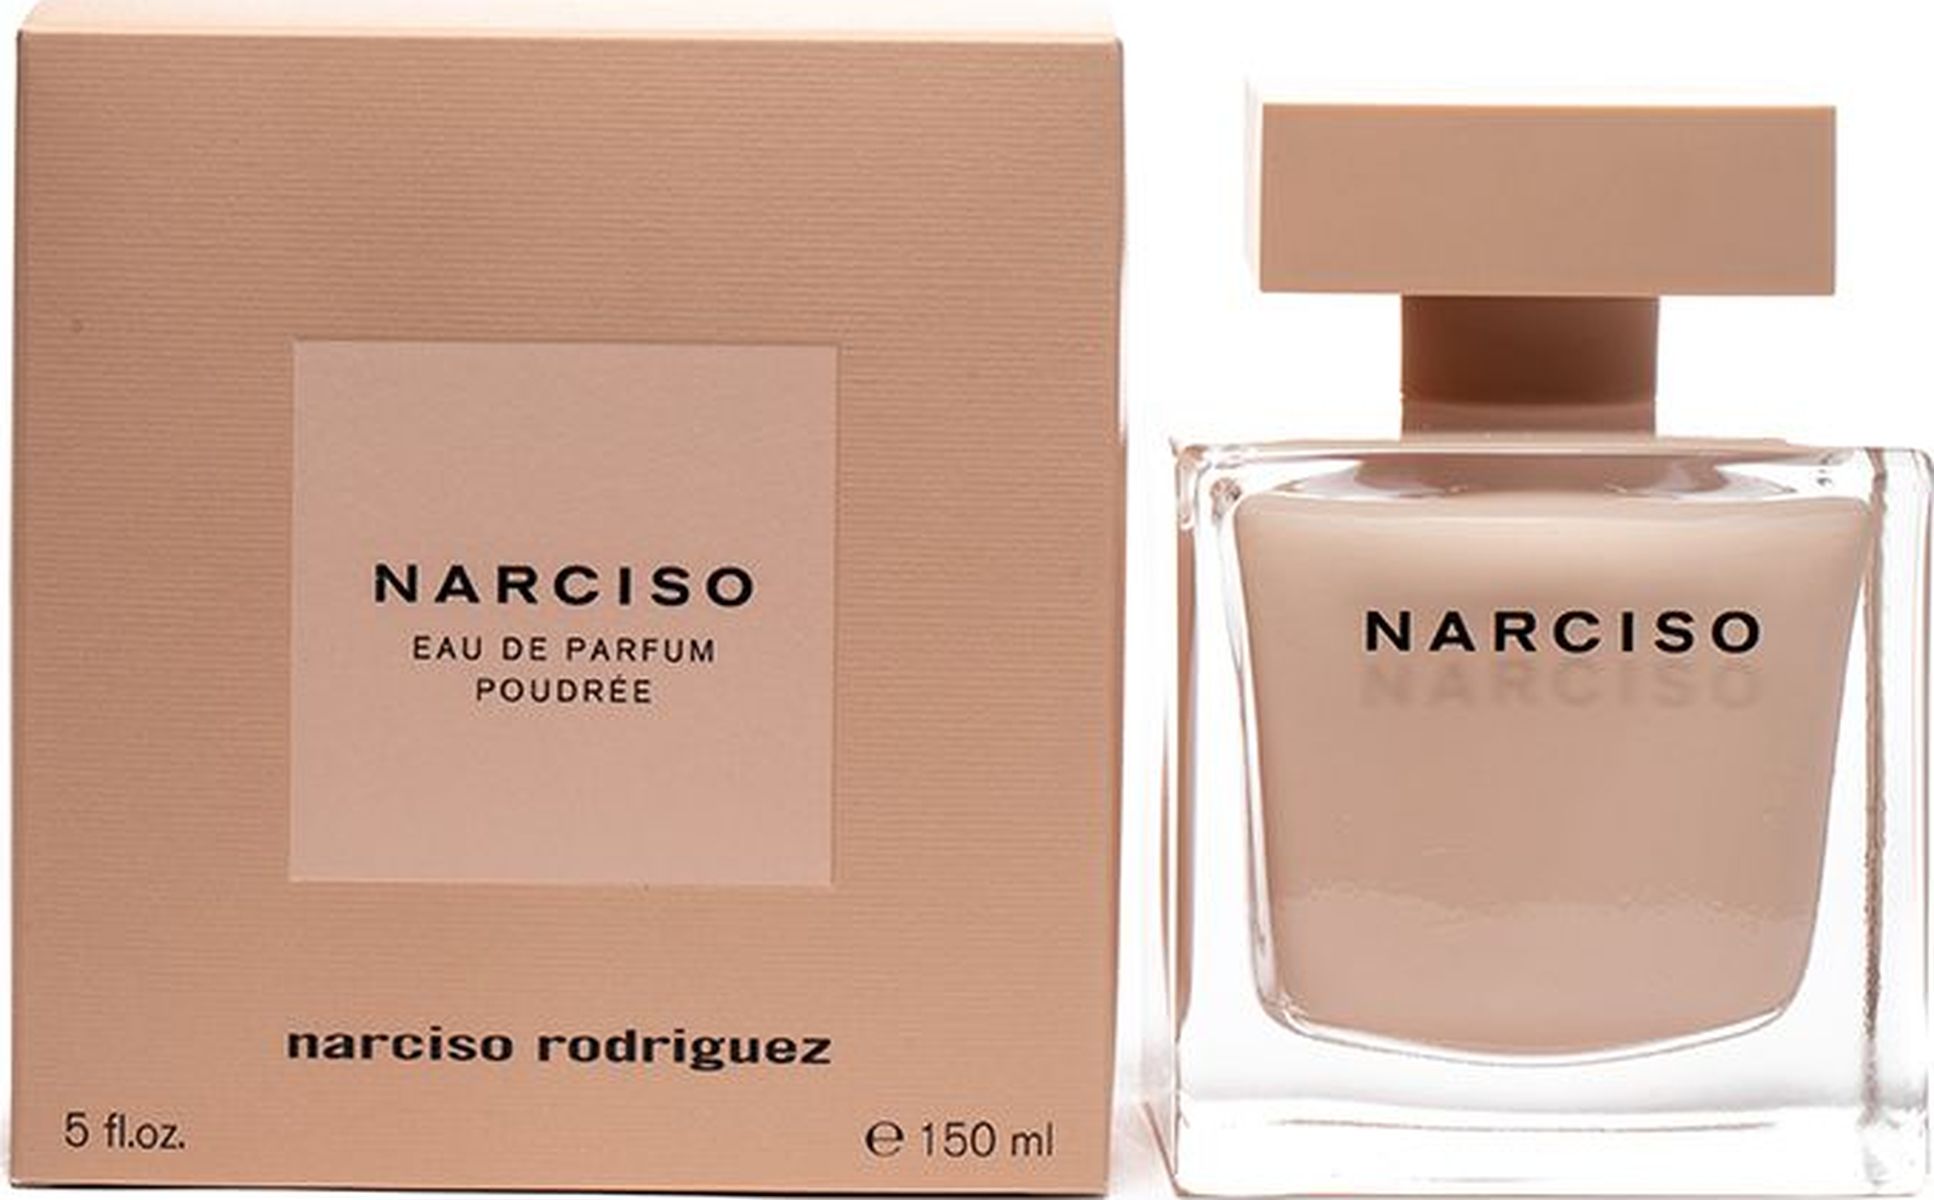 NARCISO
EAU DE PARFUM
POUDRÉE
narciso rodriguez
5 fl.oz.
℮ 150 ml
NARCISO